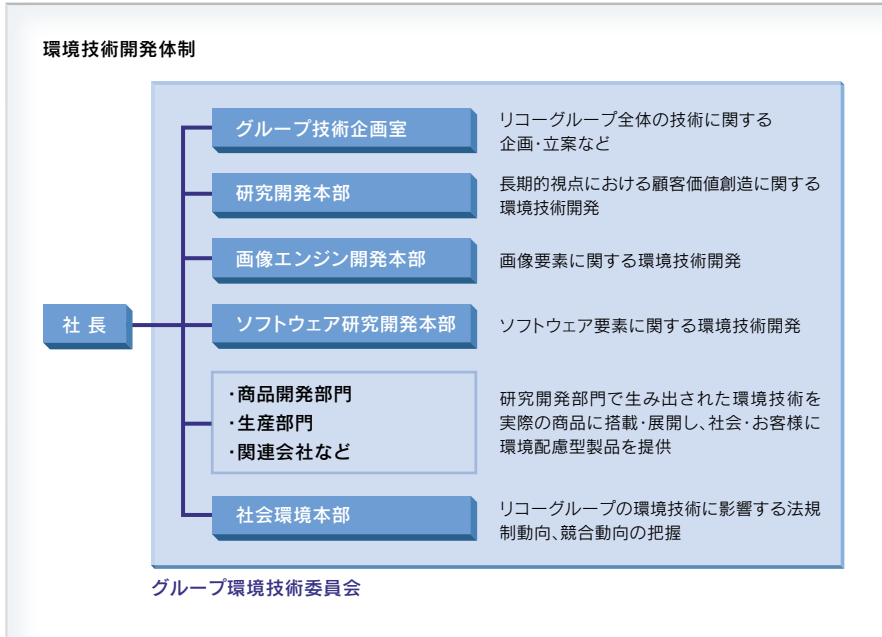 環境技術開発体制
グループ技術企画室
リコーグループ全体の技術に関する
企画・立案など
研究開発本部
長期的視点における顧客価値創造に関する
環境技術開発
画像エンジン開発本部
画像要素に関する環境技術開発
社長
ソフトウェア研究開発本部
ソフトウェア要素に関する環境技術開発
・商品開発部門
・生産部門
・関連会社など
研究開発部門で生み出された環境技術を
実際の商品に搭載・展開し、社会・お客様に
環境配慮型製品を提供
社会環境本部
リコーグループの環境技術に影響する法規
制動向、競合動向の把握
グループ環境技術委員会